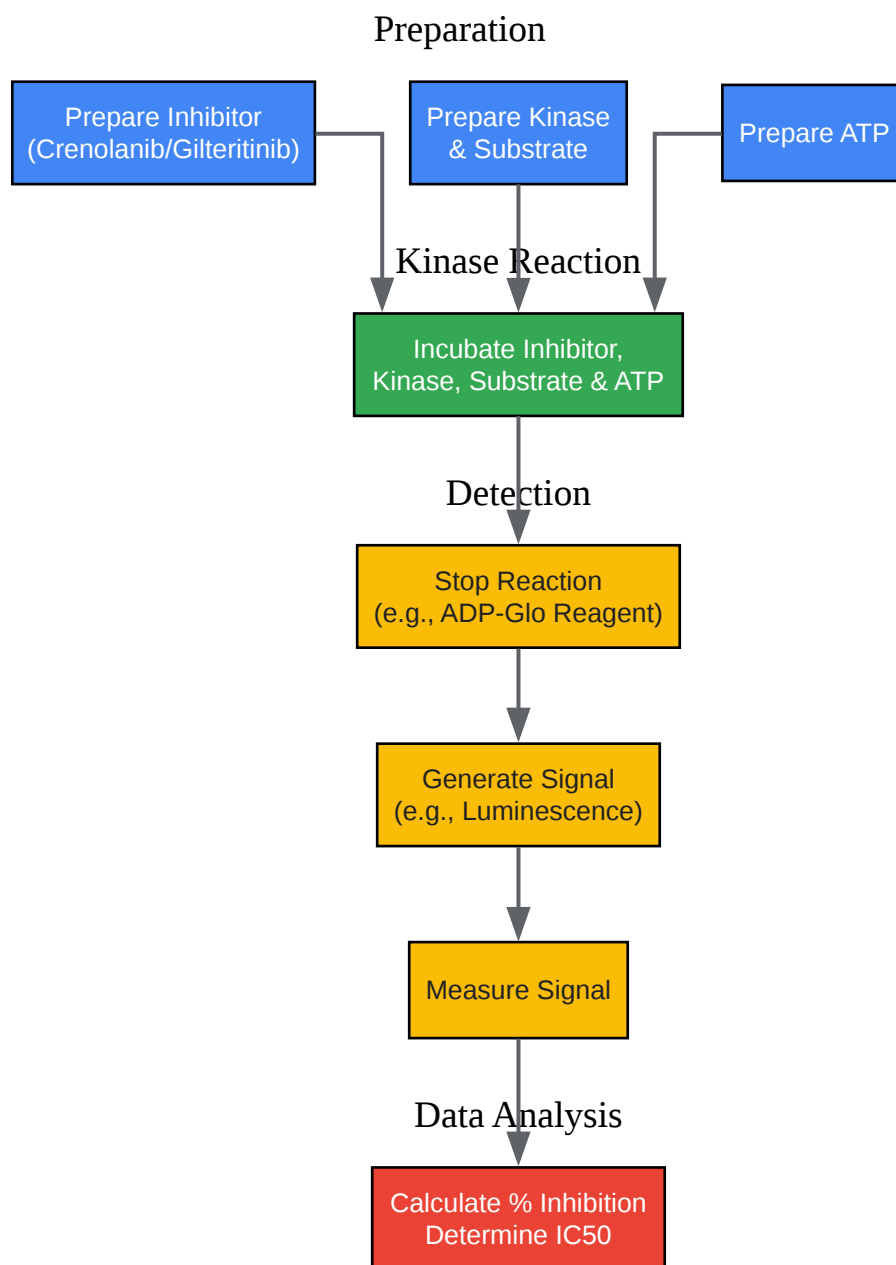 Preparation
Prepare Inhibitor
(Crenolanib/Gilteritinib)
Prepare Kinase
& Substrate
Prepare ATP
Kinase Reaction
Incubate Inhibitor,
Kinase, Substrate & ATP
Detection
Stop Reaction
(e.g., ADP-Glo Reagent)
Generate Signal
(e.g., Luminescence)
Measure Signal
Data Analysis
Calculate % Inhibition
Determine IC50